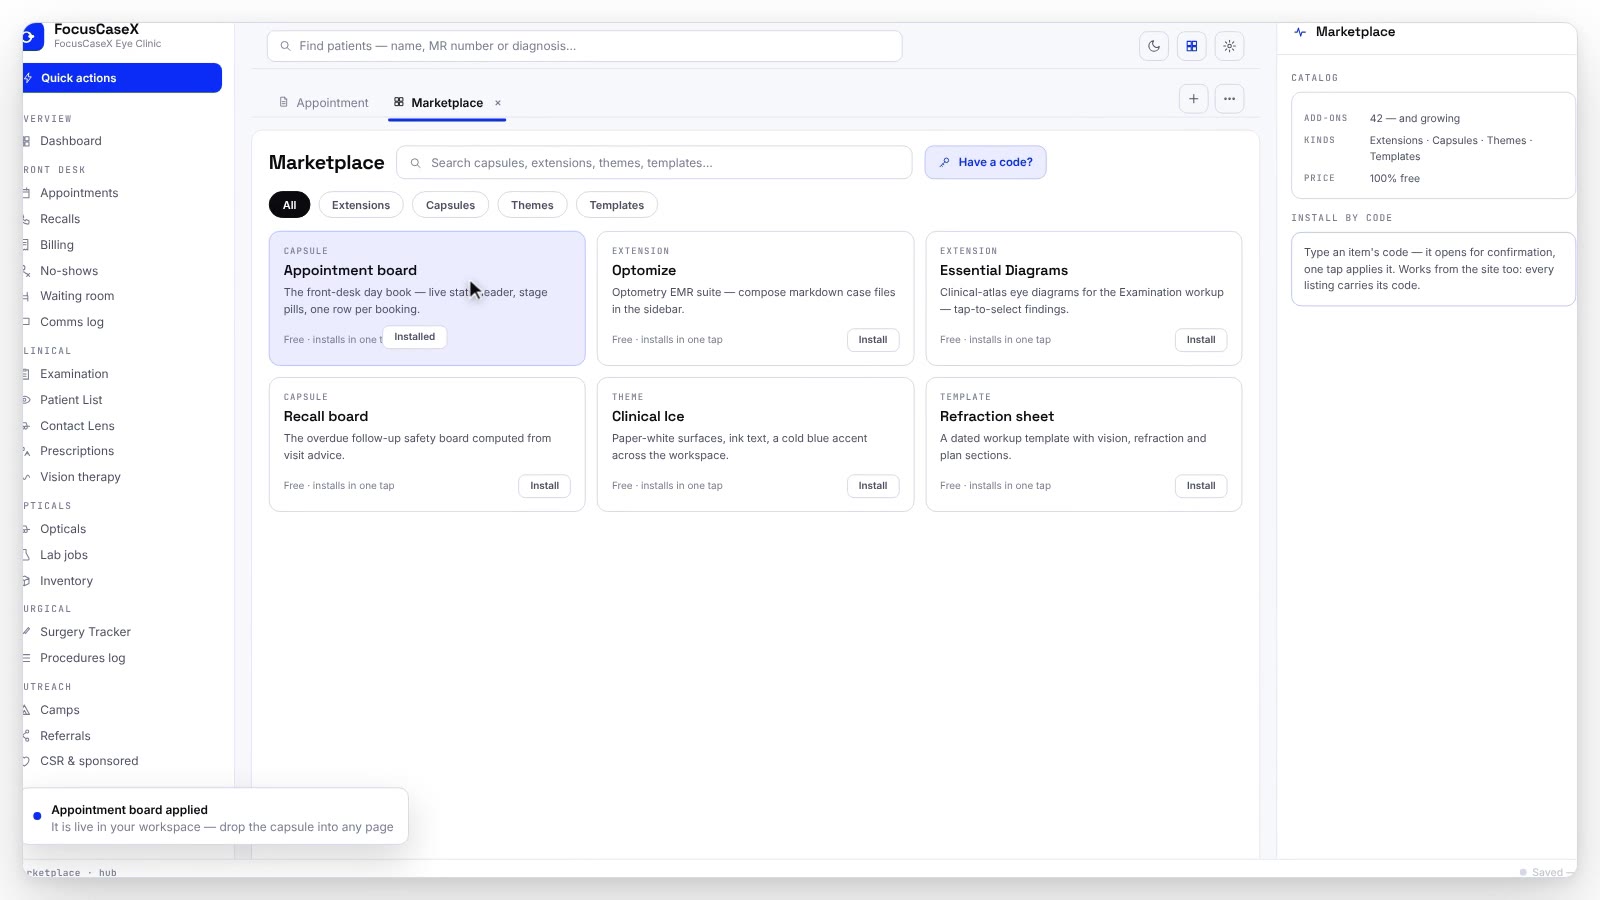 FocusCaseX
FocusCaseX Eye Clinic
Quick actions
VERVIEW
Dashboard
RONT DESK
Appointments
Recalls
Billing
No-shows
Waiting room
Comms log
LINICAL
Examination
Patient List
Contact Lens
Prescriptions
Vision therapy
PTICALS
Opticals
Lab jobs
Inventory
URGICAL
Surgery Tracker
Procedures log
UTREACH
Camps
Referrals
CSR & sponsored
Find patients — name, MR number or diagnosis...
Appointment
Marketplace ×
Marketplace
Search capsules, extensions, themes, templates...
Have a code?
All
Extensions
Capsules
Themes
Templates
CAPSULE
Appointment board
The front-desk day book — live eader, stage
pills, one row per booking.
Free · installs in one t
Installed
EXTENSION
Optomize
Optometry EMR suite — compose markdown case files
in the sidebar.
Free · installs in one tap
Install
EXTENSION
Essential Diagrams
Clinical-atlas eye diagrams for the Examination workup
— tap-to-select findings.
Free · installs in one tap
Install
CAPSULE
Recall board
The overdue follow-up safety board computed from
visit advice.
Free · installs in one tap
Install
THEME
Clinical Ice
Paper-white surfaces, ink text, a cold blue accent
across the workspace.
Free · installs in one tap
Install
TEMPLATE
Refraction sheet
A dated workup template with vision, refraction and
plan sections.
Free · installs in one tap
Install
Marketplace
CATALOG
ADD-ONS 42 — and growing
KINDS Extensions · Capsules · Themes ·
Templates
PRICE 100% free
INSTALL BY CODE
Type an item's code — it opens for confirmation,
one tap applies it. Works from the site too: every
listing carries its code.
Appointment board applied
It is live in your workspace — drop the capsule into any page
rketplace · hub
Saved —